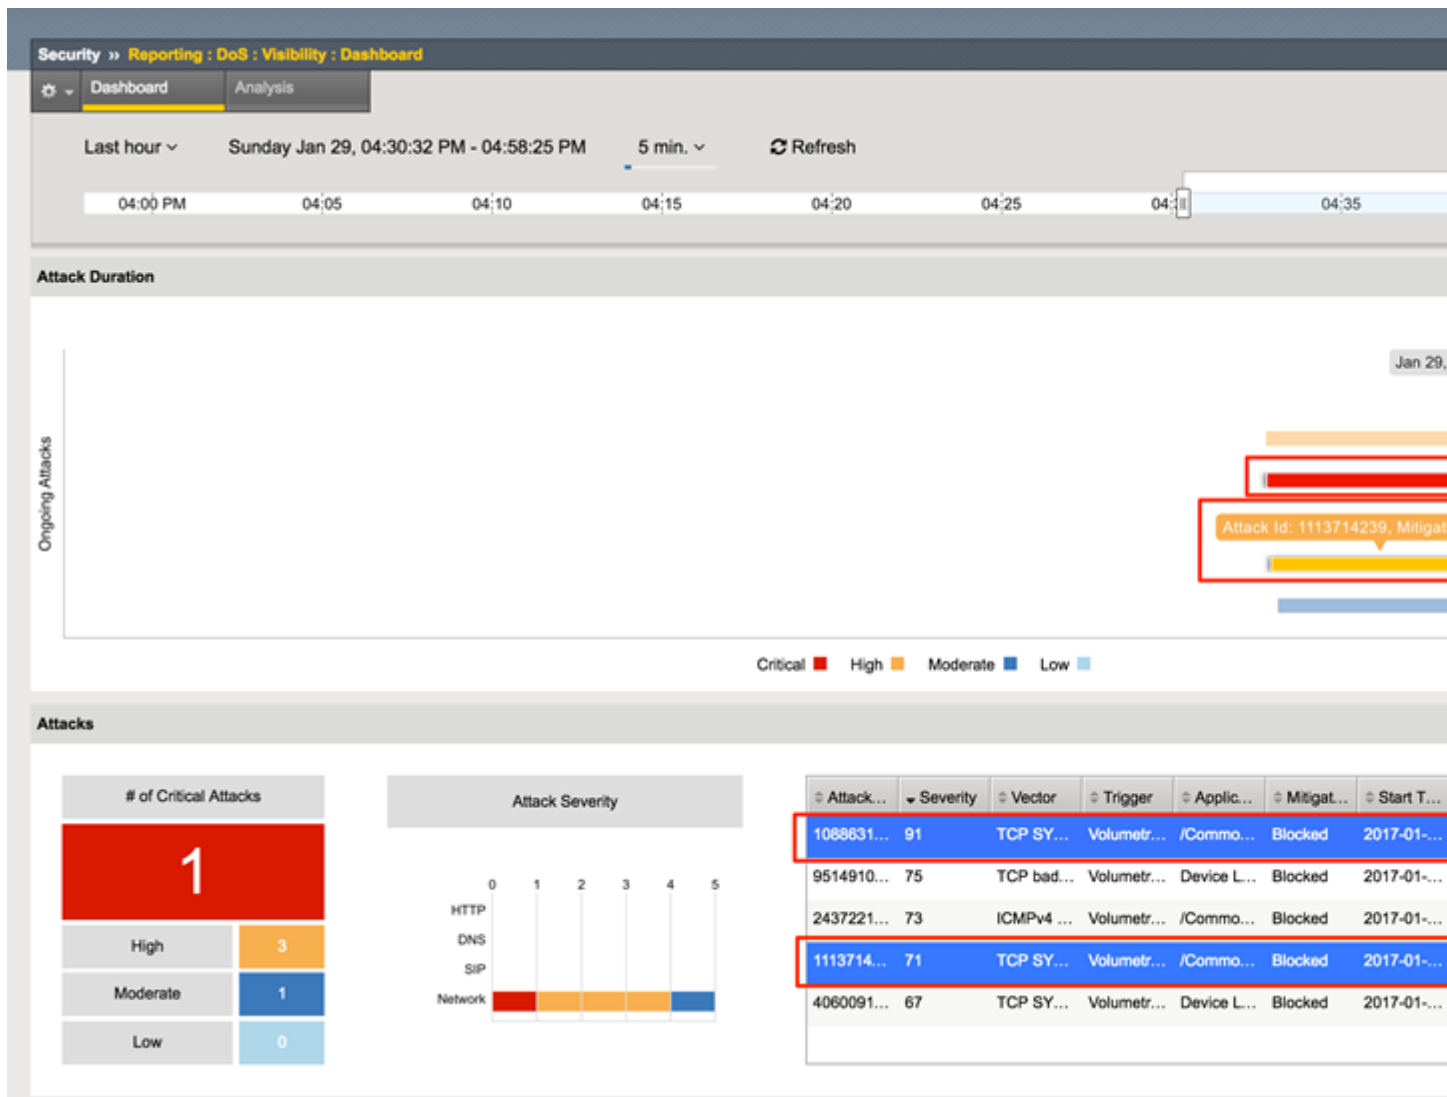 Security ›› Reporting : DoS : Visibility : Dashboard
Dashboard Analysis
Last hour Sunday Jan 29, 04:30:32 PM - 04:58:25 PM 5 min. Refresh
04:00 PM 04:05 04:10 04:15 04:20 04:25 04: 04:35
Attack Duration
Jan 29,
Ongoing Attacks
Attack Id: 1113714239, Mitigat
Critical High Moderate Low
Attacks
# of Critical Attacks
1
High 3
Moderate 1
Low 0
Attack Severity
0 1 2 3 4 5
HTTP
DNS
SIP
Network
Attack... Severity Vector Trigger Applic... Mitigat... Start T...
1088631... 91 TCP SY... Volumetr... /Commo... Blocked 2017-01-...
9514910... 75 TCP bad... Volumetr... Device L... Blocked 2017-01-...
2437221... 73 ICMPv4 ... Volumetr... /Commo... Blocked 2017-01-...
1113714... 71 TCP SY... Volumetr... /Commo... Blocked 2017-01-...
4060091... 67 TCP SY... Volumetr... Device L... Blocked 2017-01-...